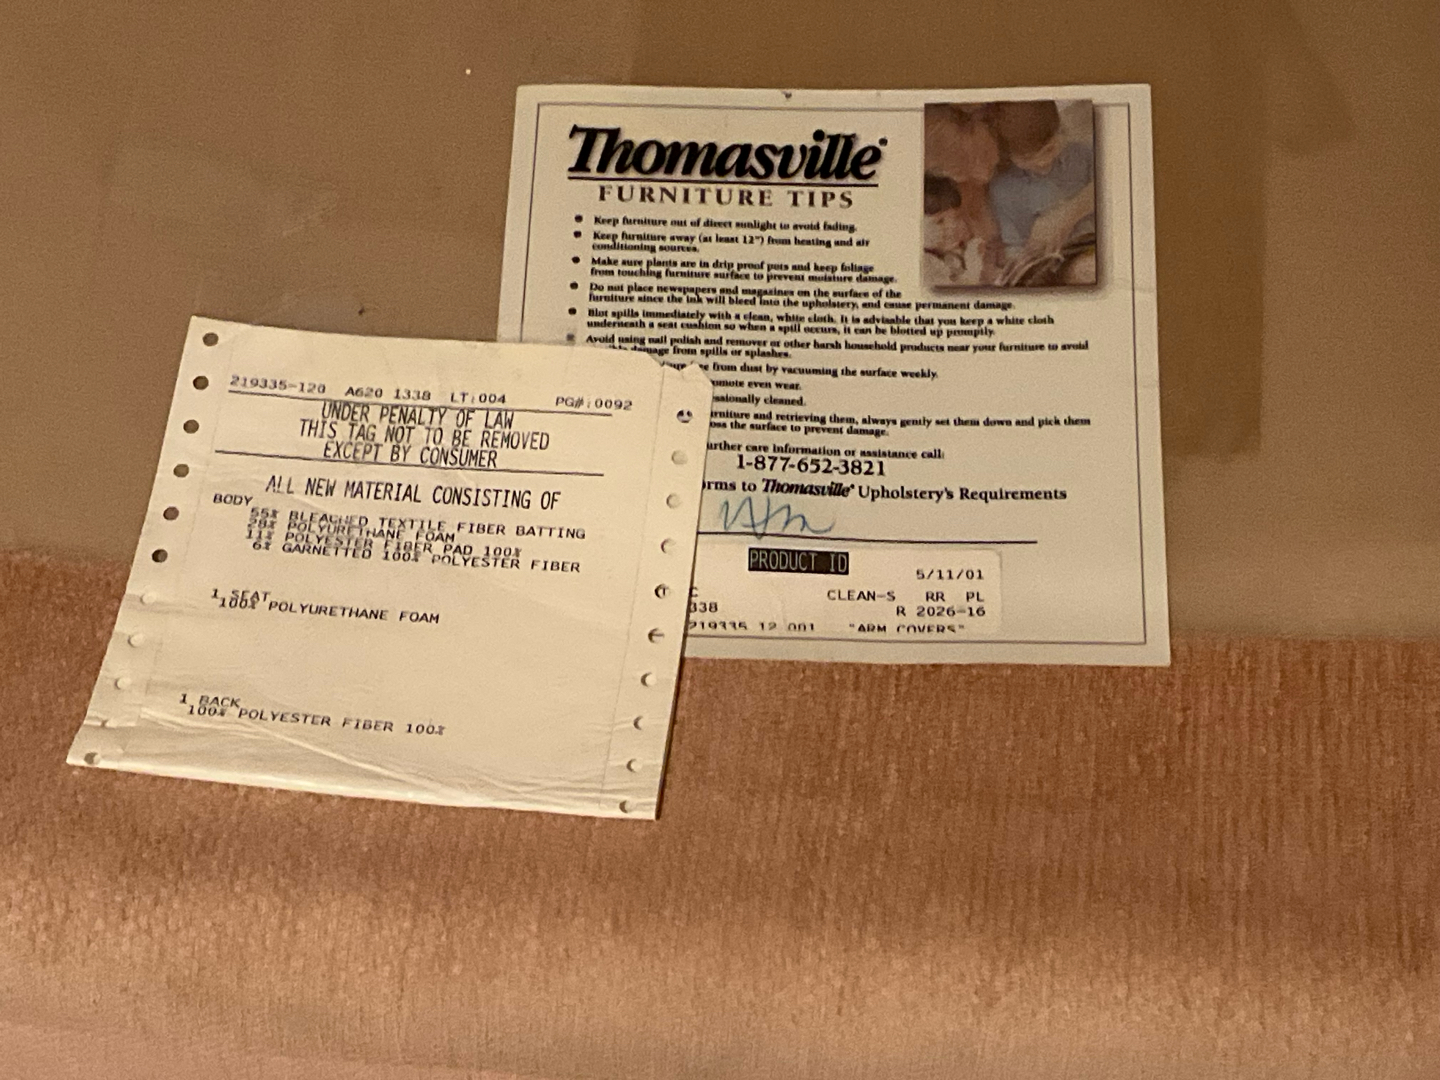 Thomasville®
FURNITURE TIPS
Keep furniture out of direct sunlight to avoid fading.
Keep furniture away (at least 12") from heating and air
conditioning sources.
Make sure plants are in drip proof pots and keep foliage
from touching furniture surface to prevent moisture damage.
Do not place newspapers and magazines on the surface of the
furniture since the ink will bleed into the upholstery, and cause permanent damage.
Blot spills immediately with a clean, white cloth. It is advisable that you keep a white cloth
underneath a seat cushion so when a spill occurs, it can be blotted up promptly.
Avoid using nail polish and remover or other harsh household products near your furniture to avoid
damage from spills or splashes.
from dust by vacuuming the surface weekly.
even wear.
cleaned.
and retrieving them, always gently set them down and pick them
the surface to prevent damage.
care information or assistance call:
1-877-652-3821
to Thomasville® Upholstery's Requirements
PRODUCT ID
5/11/01
CLEAN-S RR PL
338 R 2026-16
219335 12 001 "ARM COVERS"
219335-120 A620 1338 LT:004 PG#:0092
UNDER PENALTY OF LAW
THIS TAG NOT TO BE REMOVED
EXCEPT BY CONSUMER
ALL NEW MATERIAL CONSISTING OF
BODY
55% BLEACHED TEXTILE FIBER BATTING
28% POLYURETHANE FOAM
11% POLYESTER FIBER PAD 100%
6% GARNETTED 100% POLYESTER FIBER
1 SEAT
100% POLYURETHANE FOAM
1 BACK
100% POLYESTER FIBER 100%